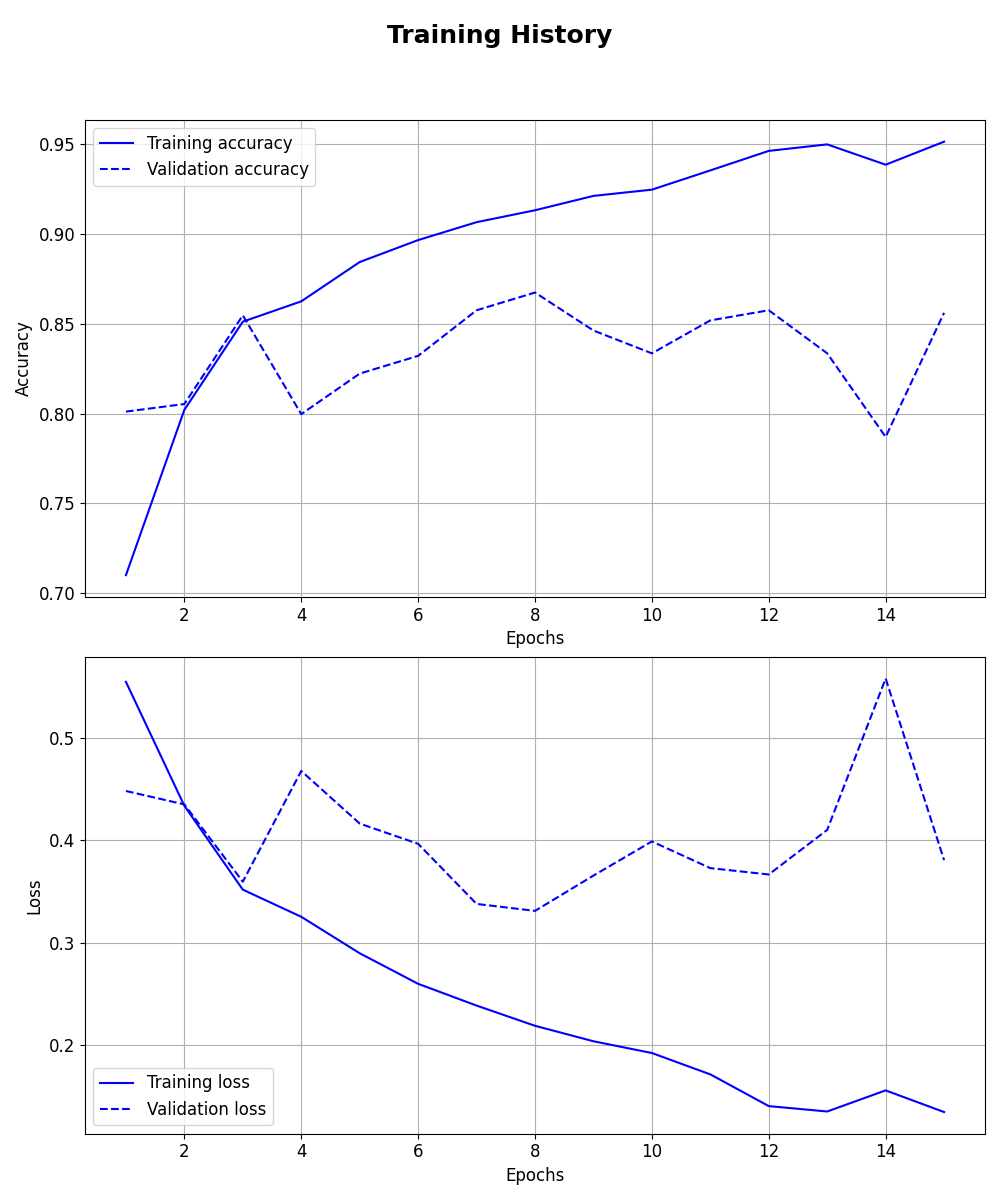 Training History
Training accuracy
Validation accuracy
0.95
0.90
0.85
0.80
0.75
0.70
Accuracy
2 4 6 8 10 12 14
Epochs
0.5
0.4
0.3
0.2
Loss
Training loss
Validation loss
2 4 6 8 10 12 14
Epochs